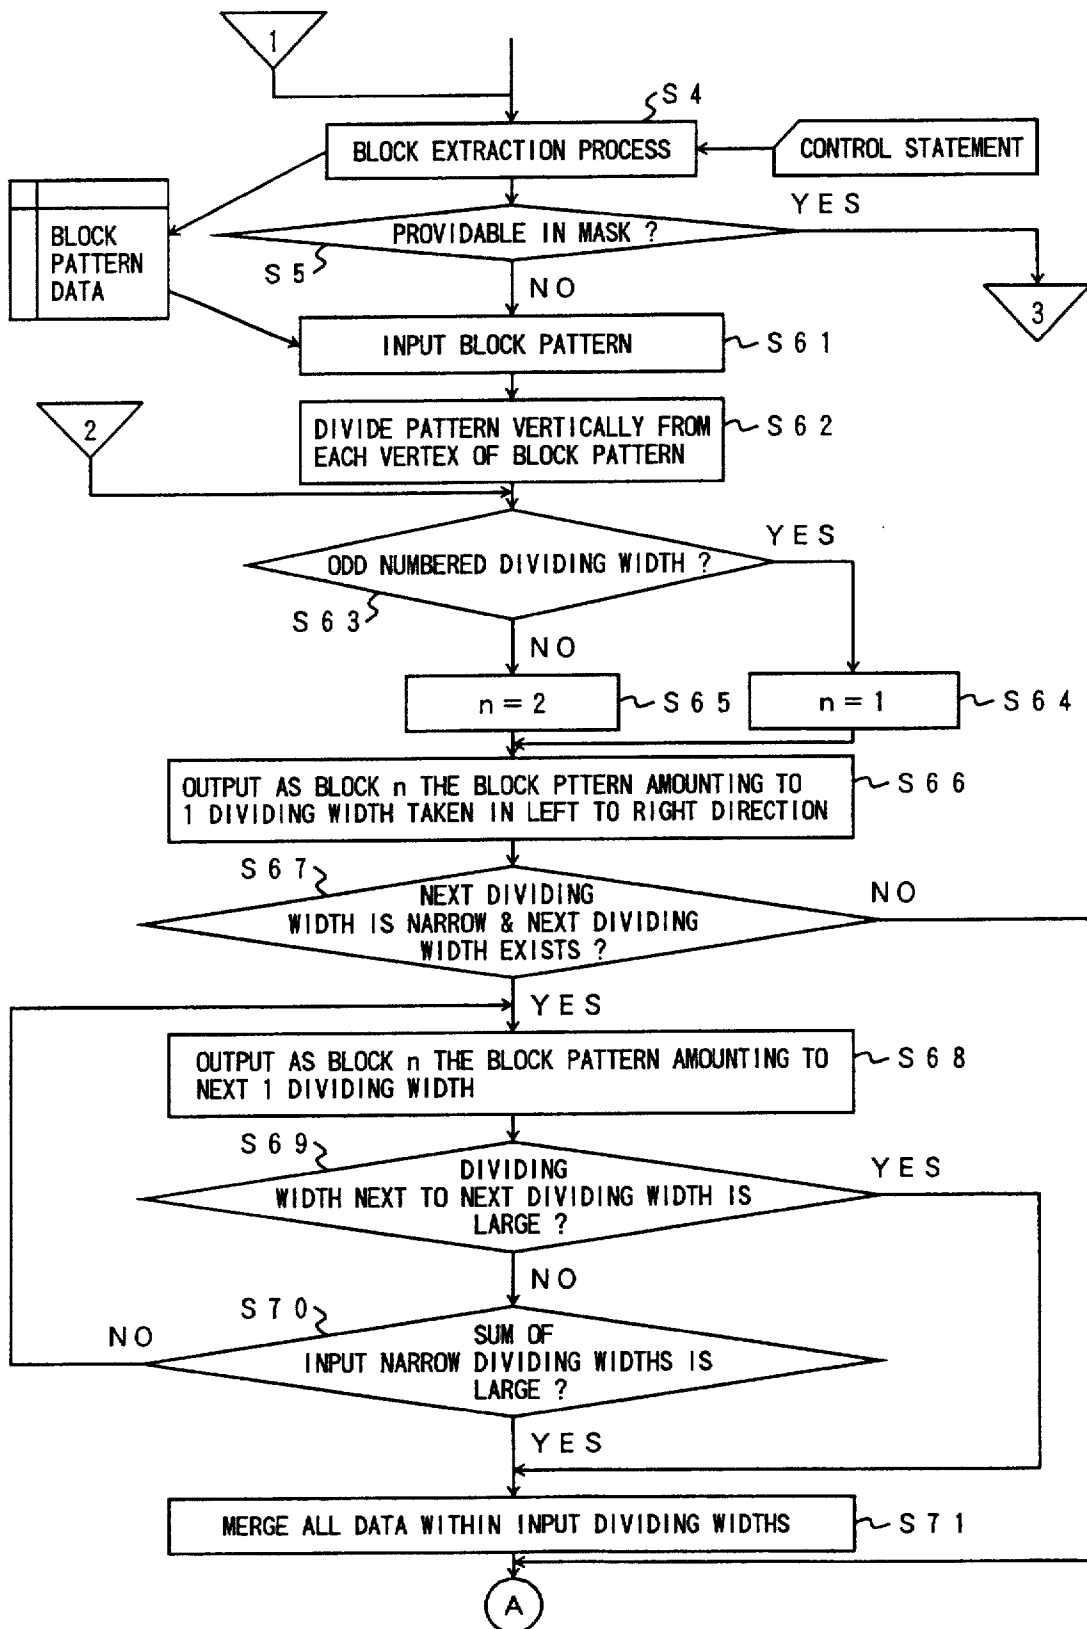 1
S4
BLOCK EXTRACTION PROCESS
CONTROL STATEMENT
BLOCK
PATTERN
DATA
PROVIDABLE IN MASK ?
YES
S5
NO
3
INPUT BLOCK PATTERN
S61
2
DIVIDE PATTERN VERTICALLY FROM
EACH VERTEX OF BLOCK PATTERN
S62
ODD NUMBERED DIVIDING WIDTH ?
YES
S63
NO
n = 2
S65
n = 1
S64
OUTPUT AS BLOCK n THE BLOCK PTTERN AMOUNTING TO
1 DIVIDING WIDTH TAKEN IN LEFT TO RIGHT DIRECTION
S66
S67
NEXT DIVIDING
WIDTH IS NARROW & NEXT DIVIDING
WIDTH EXISTS ?
NO
YES
OUTPUT AS BLOCK n THE BLOCK PATTERN AMOUNTING TO
NEXT 1 DIVIDING WIDTH
S68
S69
DIVIDING
WIDTH NEXT TO NEXT DIVIDING WIDTH IS
LARGE ?
YES
NO
S70
NO
SUM OF
INPUT NARROW DIVIDING WIDTHS IS
LARGE ?
YES
MERGE ALL DATA WITHIN INPUT DIVIDING WIDTHS
S71
A